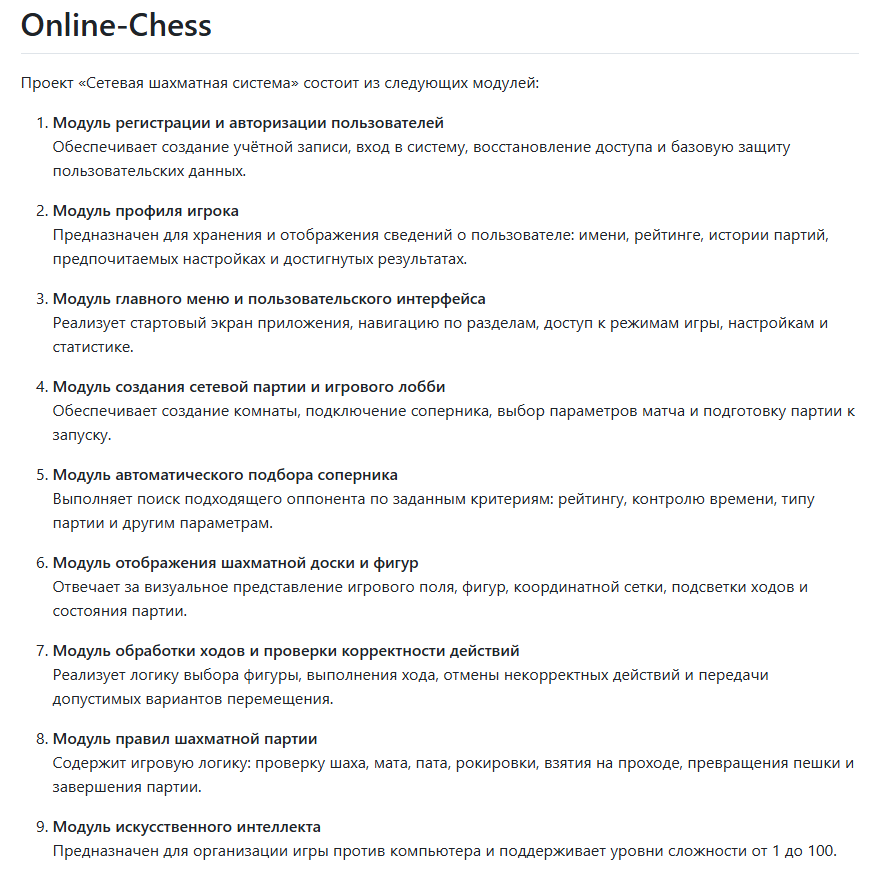 Online-Chess
Проект «Сетевая шахматная система» состоит из следующих модулей:
1. Модуль регистрации и авторизации пользователей
Обеспечивает создание учётной записи, вход в систему, восстановление доступа и базовую защиту
пользовательских данных.
2. Модуль профиля игрока
Предназначен для хранения и отображения сведений о пользователе: имени, рейтинге, истории партий,
предпочитаемых настройках и достигнутых результатах.
3. Модуль главного меню и пользовательского интерфейса
Реализует стартовый экран приложения, навигацию по разделам, доступ к режимам игры, настройкам и
статистике.
4. Модуль создания сетевой партии и игрового лобби
Обеспечивает создание комнаты, подключение соперника, выбор параметров матча и подготовку партии к
запуску.
5. Модуль автоматического подбора соперника
Выполняет поиск подходящего оппонента по заданным критериям: рейтингу, контролю времени, типу
партии и другим параметрам.
6. Модуль отображения шахматной доски и фигур
Отвечает за визуальное представление игрового поля, фигур, координатной сетки, подсветки ходов и
состояния партии.
7. Модуль обработки ходов и проверки корректности действий
Реализует логику выбора фигуры, выполнения хода, отмены некорректных действий и передачи
допустимых вариантов перемещения.
8. Модуль правил шахматной партии
Содержит игровую логику: проверку шаха, мата, пата, рокировки, взятия на проходе, превращения пешки и
завершения партии.
9. Модуль искусственного интеллекта
Предназначен для организации игры против компьютера и поддерживает уровни сложности от 1 до 100.